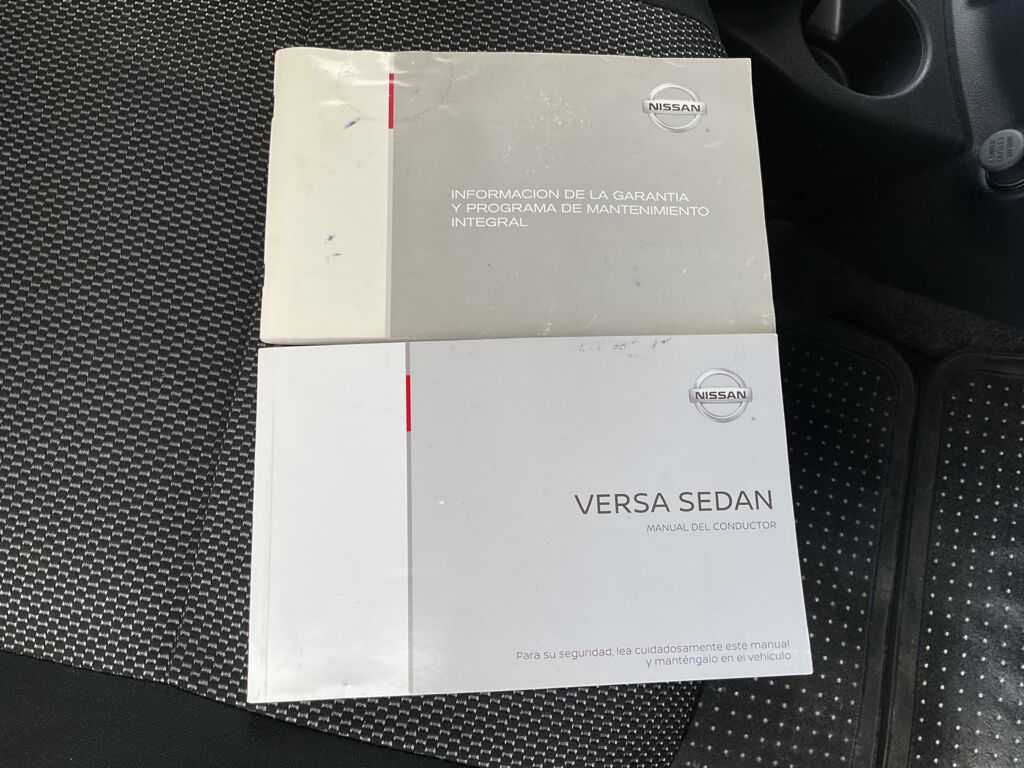 NISSAN
INFORMACION DE LA GARANTIA
Y PROGRAMA DE MANTENIMIENTO
INTEGRAL
NISSAN
VERSA SEDAN
MANUAL DEL CONDUCTOR
Para su seguridad, lea cuidadosamente este manual
y manténgalo en el vehículo